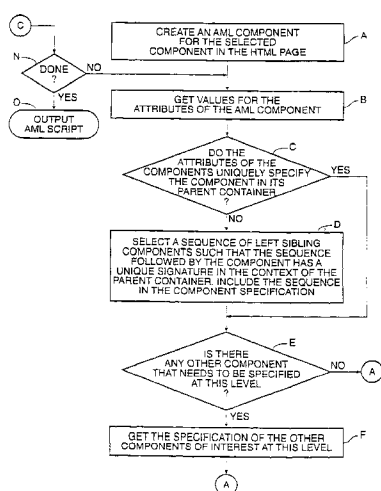 C
CREATE AN AML COMPONENT
FOR THE SELECTED
COMPONENT IN THE HTML PAGE
A
N
DONE
?
NO
YES
O
OUTPUT
AML SCRIPT
GET VALUES FOR THE
ATTRIBUTES OF THE AML COMPONENT
B
C
DO THE
ATTRIBUTES OF THE
COMPONENTS UNIQUELY SPECIFY
THE COMPONENT IN ITS
PARENT CONTAINER
?
YES
NO
D
SELECT A SEQUENCE OF LEFT SIBLING
COMPONENTS SUCH THAT THE SEQUENCE
FOLLOWED BY THE COMPONENT HAS A
UNIQUE SIGNATURE IN THE CONTEXT OF THE
PARENT CONTAINER. INCLUDE THE SEQUENCE
IN THE COMPONENT SPECIFICATION
E
IS THERE
ANY OTHER COMPONENT
THAT NEEDS TO BE SPECIFIED
AT THIS LEVEL
?
NO
A
YES
F
GET THE SPECIFICATION OF THE OTHER
COMPONENTS OF INTEREST AT THIS LEVEL
A